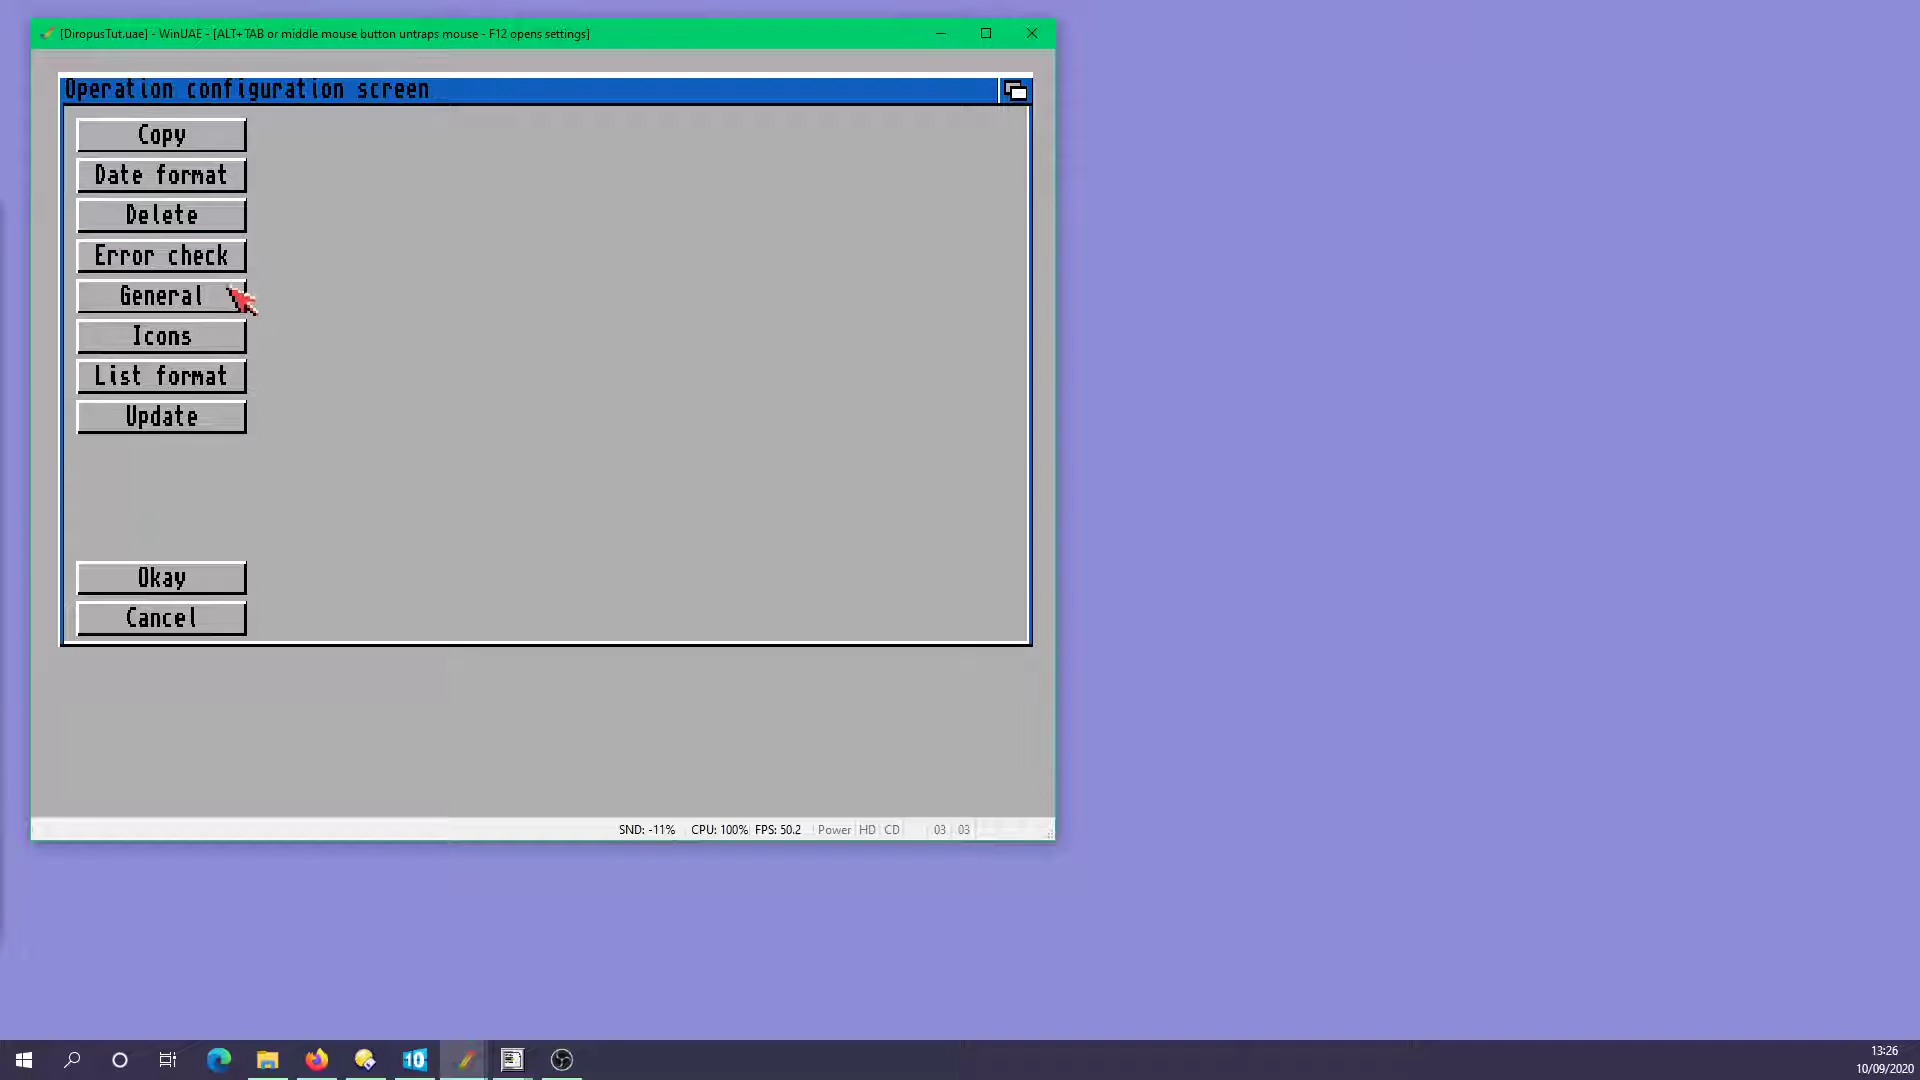 [DiropusTut.uae] - WinUAE - [ALT+TAB or middle mouse button untraps mouse - F12 opens settings]
Operation configuration screen
Copy
Date format
Delete
Error check
General
Icons
List format
Update
Okay
Cancel
SND: -11% CPU: 100% FPS: 50.2 Power HD CD 03 03
10
13:26
10/09/2020